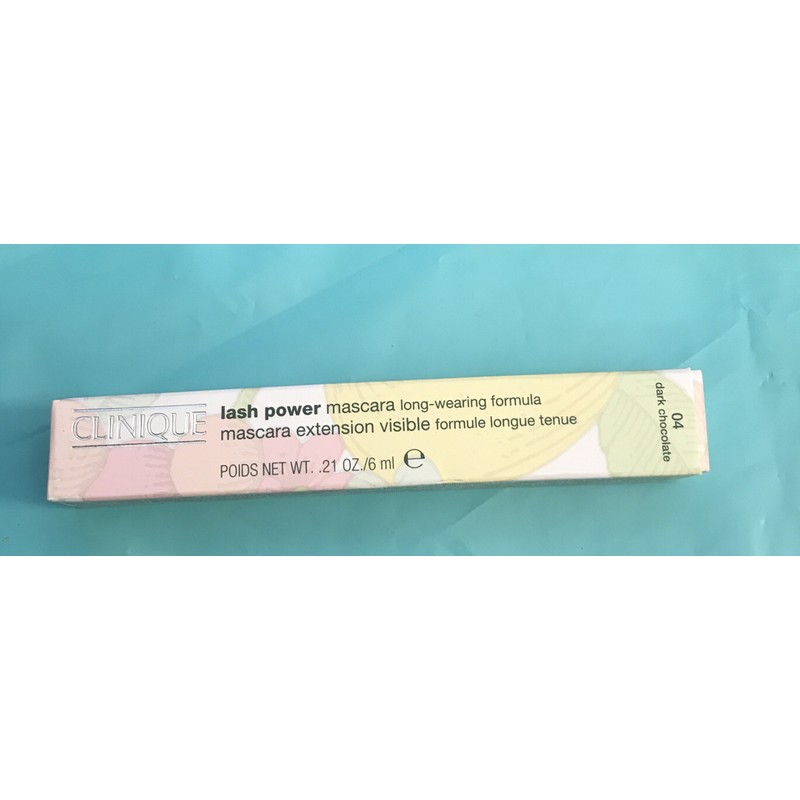 CLINIQUE
lash power mascara long-wearing formula
mascara extension visible formule longue tenue
POIDS NET WT. .21 OZ./6 ml ℮
04
dark chocolate